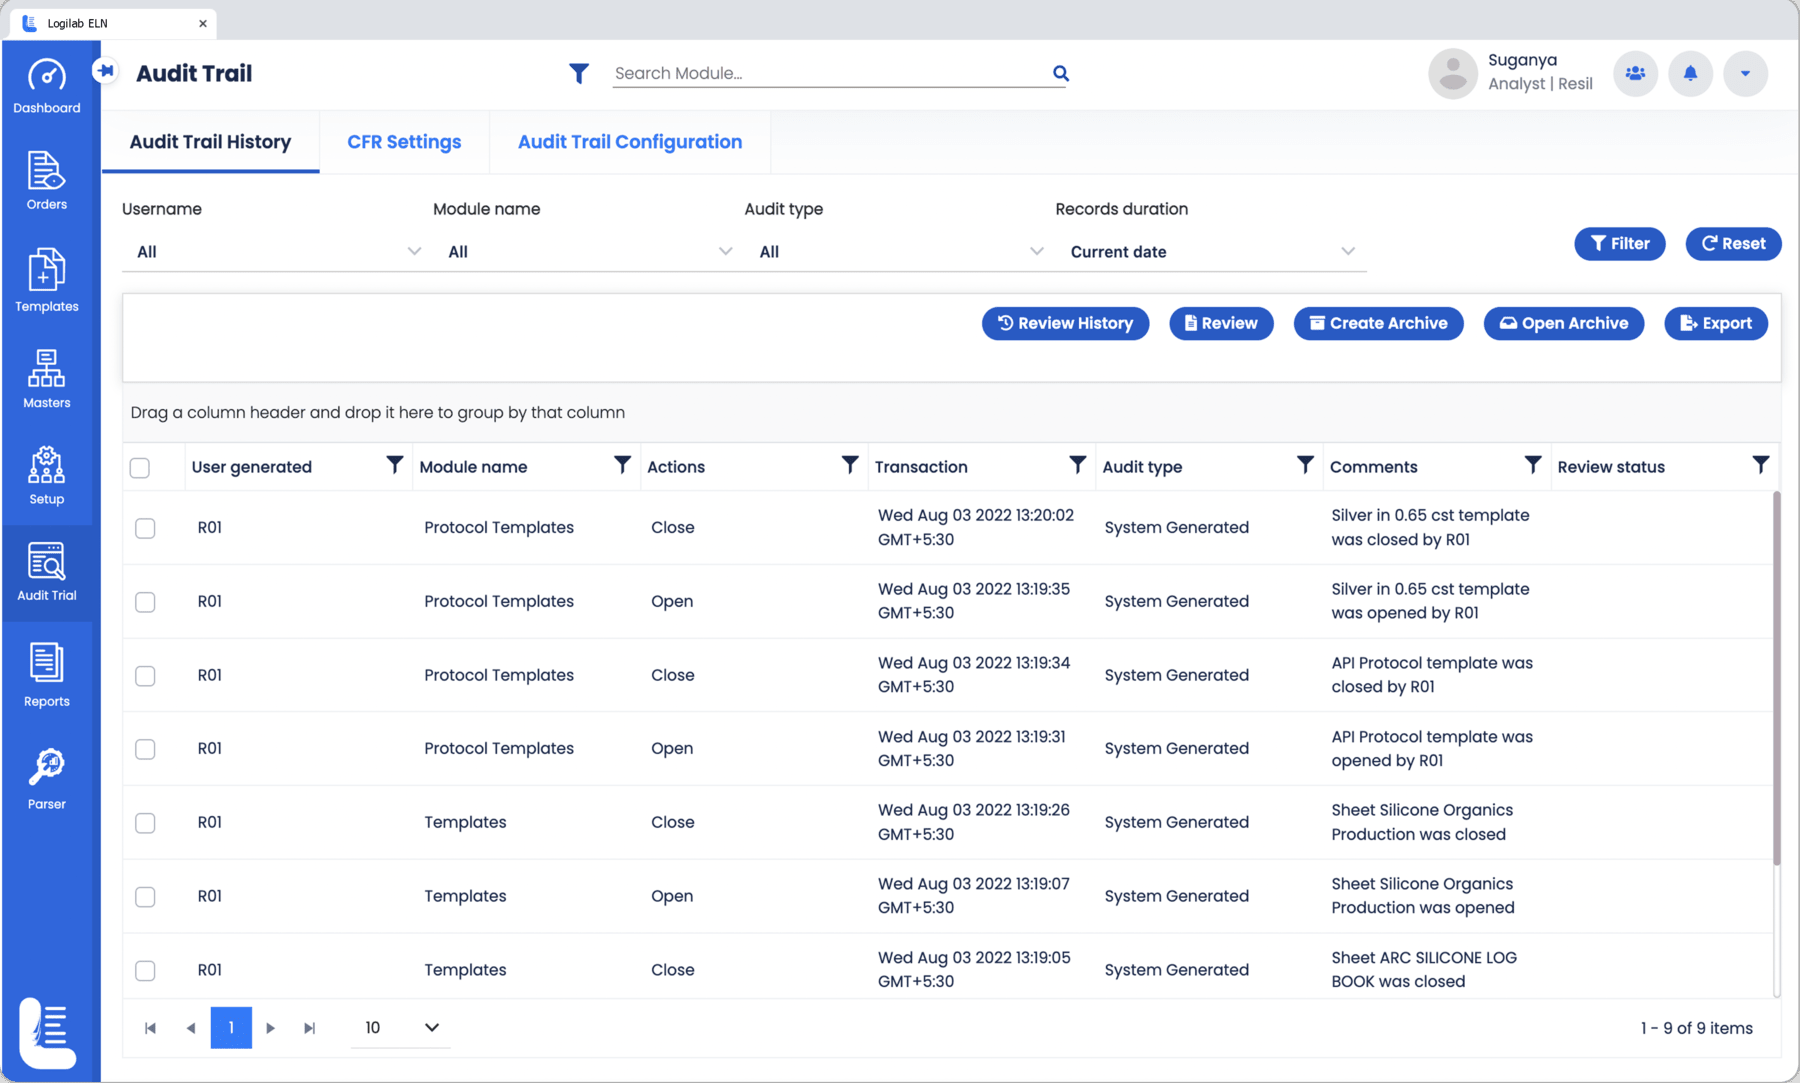 Logilab ELN
Audit Trail
Search Module...
Suganya
Analyst | Resil
Dashboard
Orders
Templates
Masters
Setup
Audit Trial
Reports
Parser
Audit Trail History
CFR Settings
Audit Trail Configuration
Username
Module name
Audit type
Records duration
All
All
All
Current date
Filter
Reset
Review History
Review
Create Archive
Open Archive
Export
Drag a column header and drop it here to group by that column
User generated
Module name
Actions
Transaction
Audit type
Comments
Review status
R01
Protocol Templates
Close
Wed Aug 03 2022 13:20:02
GMT+5:30
System Generated
Silver in 0.65 cst template
was closed by R01
R01
Protocol Templates
Open
Wed Aug 03 2022 13:19:35
GMT+5:30
System Generated
Silver in 0.65 cst template
was opened by R01
R01
Protocol Templates
Close
Wed Aug 03 2022 13:19:34
GMT+5:30
System Generated
API Protocol template was
closed by R01
R01
Protocol Templates
Open
Wed Aug 03 2022 13:19:31
GMT+5:30
System Generated
API Protocol template was
opened by R01
R01
Templates
Close
Wed Aug 03 2022 13:19:26
GMT+5:30
System Generated
Sheet Silicone Organics
Production was closed
R01
Templates
Open
Wed Aug 03 2022 13:19:07
GMT+5:30
System Generated
Sheet Silicone Organics
Production was opened
R01
Templates
Close
Wed Aug 03 2022 13:19:05
GMT+5:30
System Generated
Sheet ARC SILICONE LOG
BOOK was closed
1
10
1 - 9 of 9 items